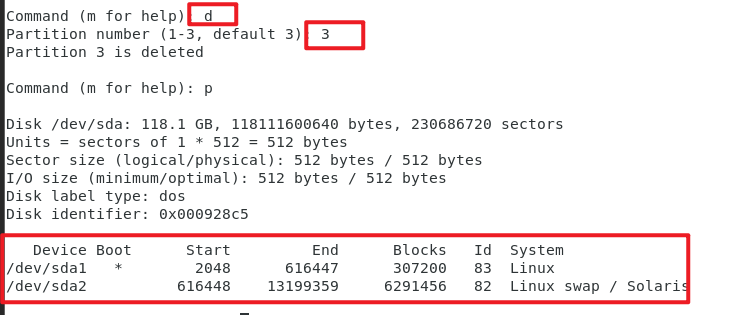 Command (m for help): d
Partition number (1-3, default 3): 3
Partition 3 is deleted
Command (m for help): p
Disk /dev/sda: 118.1 GB, 118111600640 bytes, 230686720 sectors
Units = sectors of 1 * 512 = 512 bytes
Sector size (logical/physical): 512 bytes / 512 bytes
I/O size (minimum/optimal): 512 bytes / 512 bytes
Disk label type: dos
Disk identifier: 0x000928c5
Device Boot Start End Blocks Id System
/dev/sda1 * 2048 616447 307200 83 Linux
/dev/sda2 616448 13199359 6291456 82 Linux swap / Solaris